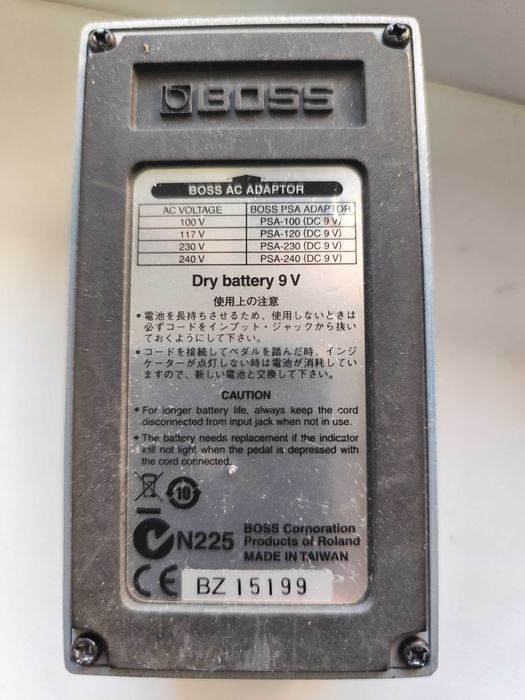 BOSS
BOSS AC ADAPTOR
AC VOLTAGE BOSS PSA ADAPTOR
100 V PSA-100 (DC 9 V)
117 V PSA-120 (DC 9 V)
230 V PSA-230 (DC 9 V)
240 V PSA-240 (DC 9 V)
Dry battery 9 V
使用上の注意
• 電池を長持ちさせるため、使用しないときは
必ずコードをインプット・ジャックから抜い
ておくようにして下さい。
• コードを接続してペダルを踏んだ時、インジ
ケーターが点灯しない時は電池が消耗してい
ますので、新しい電池と交換して下さい。
CAUTION
• For longer battery life, always keep the cord
disconnected from input jack when not in use.
• The battery needs replacement if the indicator
will not light when the pedal is depressed with
the cord connected.
10
N225
BOSS Corporation
Products of Roland
MADE IN TAIWAN
CE
BZ 15199